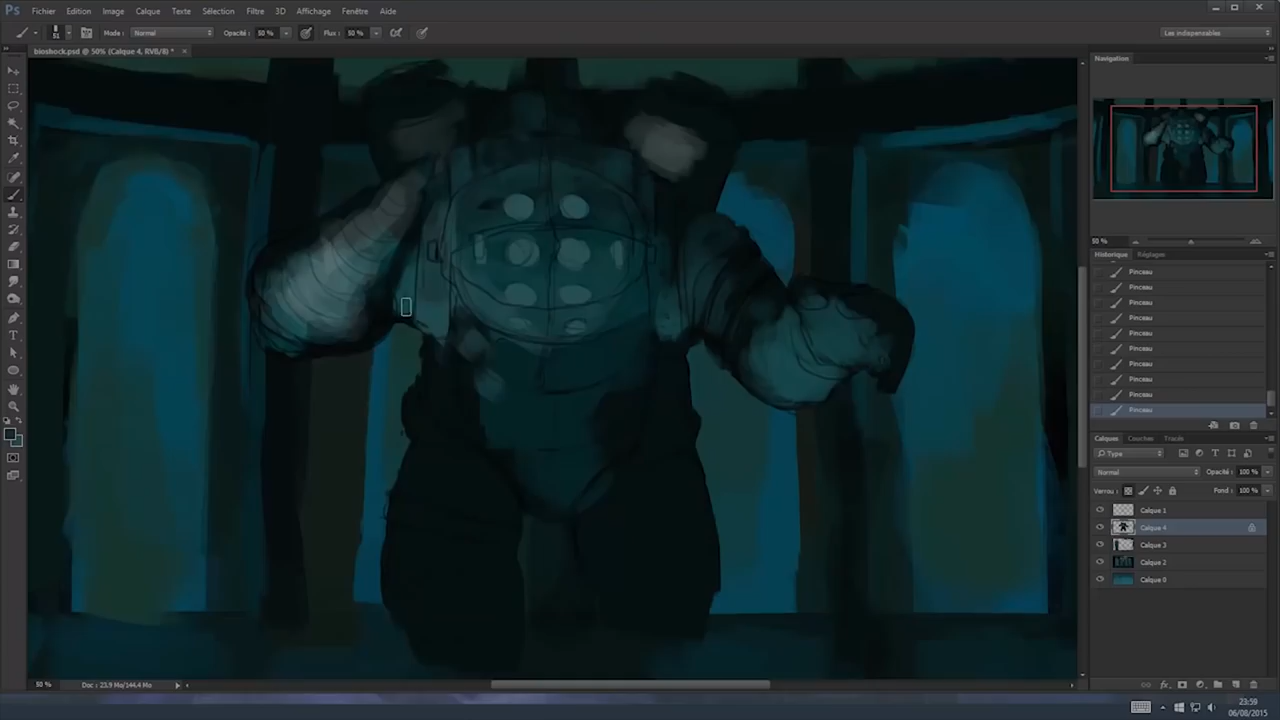 Ps Fichier Edition Image Calque Texte Sélection Filtre 3D Affichage Fenêtre Aide
51 Mode : Normal Opacité : 50 % Flux : 50 % Les indispensables
bioshock.psd @ 50% (Calque 4, RVB/8) * ×
Navigation
50 %
Historique Réglages
Pinceau
Pinceau
Pinceau
Pinceau
Pinceau
Pinceau
Pinceau
Pinceau
Pinceau
Pinceau
Calques Couches Tracés
Type
Normal Opacité : 100 %
Verrou : Fond : 100 %
Calque 1
Calque 4
Calque 3
Calque 2
Calque 0
50 % Doc : 23.9 Mo/144.4 Mo
23:59
06/08/2015